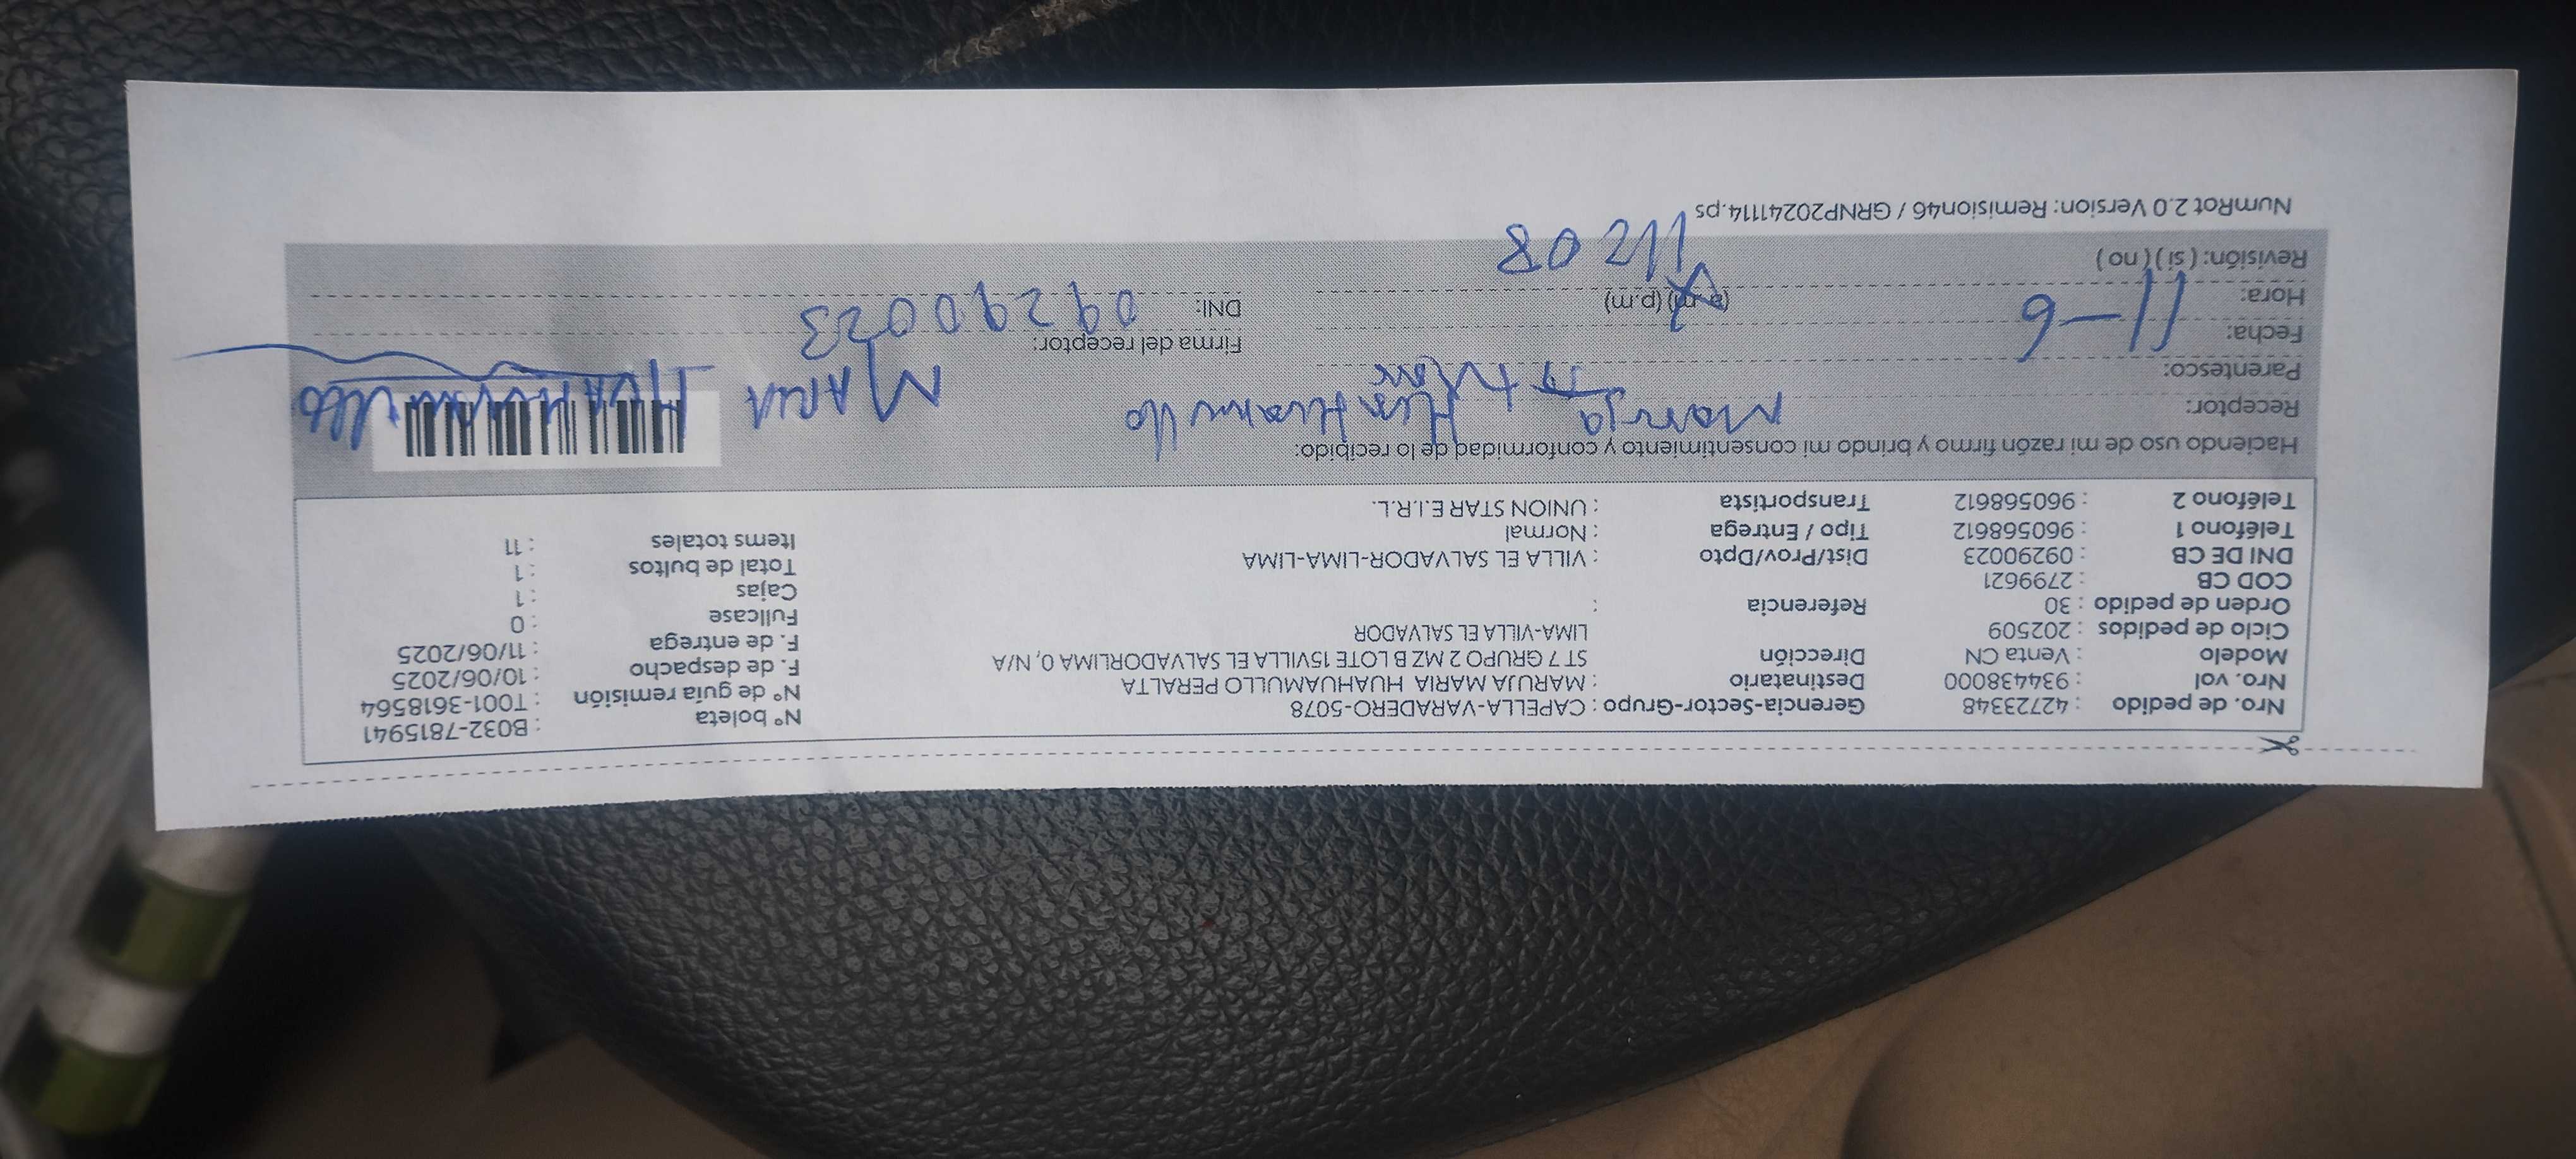 Nro. de pedido : 42723348 Gerencia-Sector-Grupo : CAPELLA-VARADERO-5078 N° boleta : B032-7815941
Nro. vol : 934438000 Destinatario : MARUJA MARIA HUAHUAMULLO PERALTA N° de guía remisión : T001-3618564
Modelo : Venta CN Dirección ST 7 GRUPO 2 MZ B LOTE 15VILLA EL SALVADORLIMA 0, N/A F. de despacho : 10/06/2025
Ciclo de pedidos : 202509 LIMA-VILLA EL SALVADOR F. de entrega : 11/06/2025
Orden de pedido : 30 Referencia : Fullcase : 0
COD CB : 2799621 Cajas : 1
DNI DE CB : 09290023 Dist/Prov/Dpto : VILLA EL SALVADOR-LIMA-LIMA Total de bultos : 1
Teléfono 1 : 960568612 Tipo / Entrega : Normal Items totales : 11
Teléfono 2 : 960568612 Transportista : UNION STAR E.I.R.L.
Haciendo uso de mi razón firmo y brindo mi consentimiento y conformidad de lo recibido:
Receptor: Maruja Huahuamullo MARIA HUAHUAMULLO
Parentesco: Titular
Fecha: 11-6 Firma del receptor:
Hora: (a.m) (p.m) DNI: 09290023
Revisión: ( si ) ( no ) 11208
NumRot 2.0 Version: Remision46 / GRNP20241114.ps